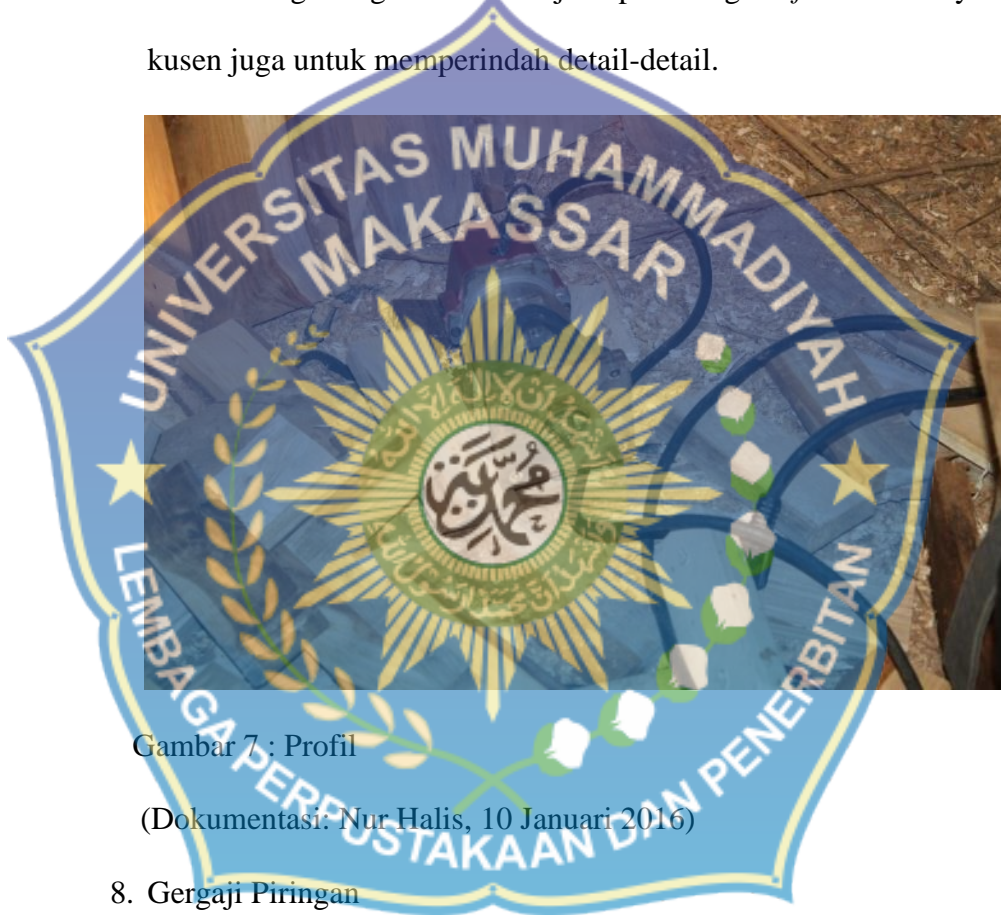 kusen juga untuk memperindah detail-detail.
UNIVERSITAS MUHAMMADIYAH
MAKASSAR
محمدية
LEMBAGA PERPUSTAKAAN DAN PENERBITAN
Gambar 7 : Profil
(Dokumentasi: Nur Halis, 10 Januari 2016)
8. Gergaji Piringan